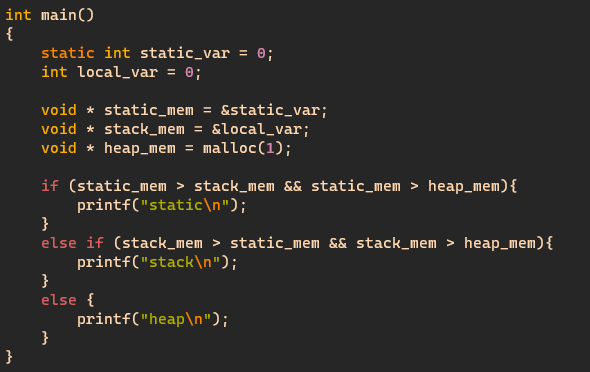 int main()
{
    static int static_var = 0;
    int local_var = 0;

    void * static_mem = &static_var;
    void * stack_mem = &local_var;
    void * heap_mem = malloc(1);

    if (static_mem > stack_mem && static_mem > heap_mem){
        printf("static\n");
    }
    else if (stack_mem > static_mem && stack_mem > heap_mem){
        printf("stack\n");
    }
    else {
        printf("heap\n");
    }
}